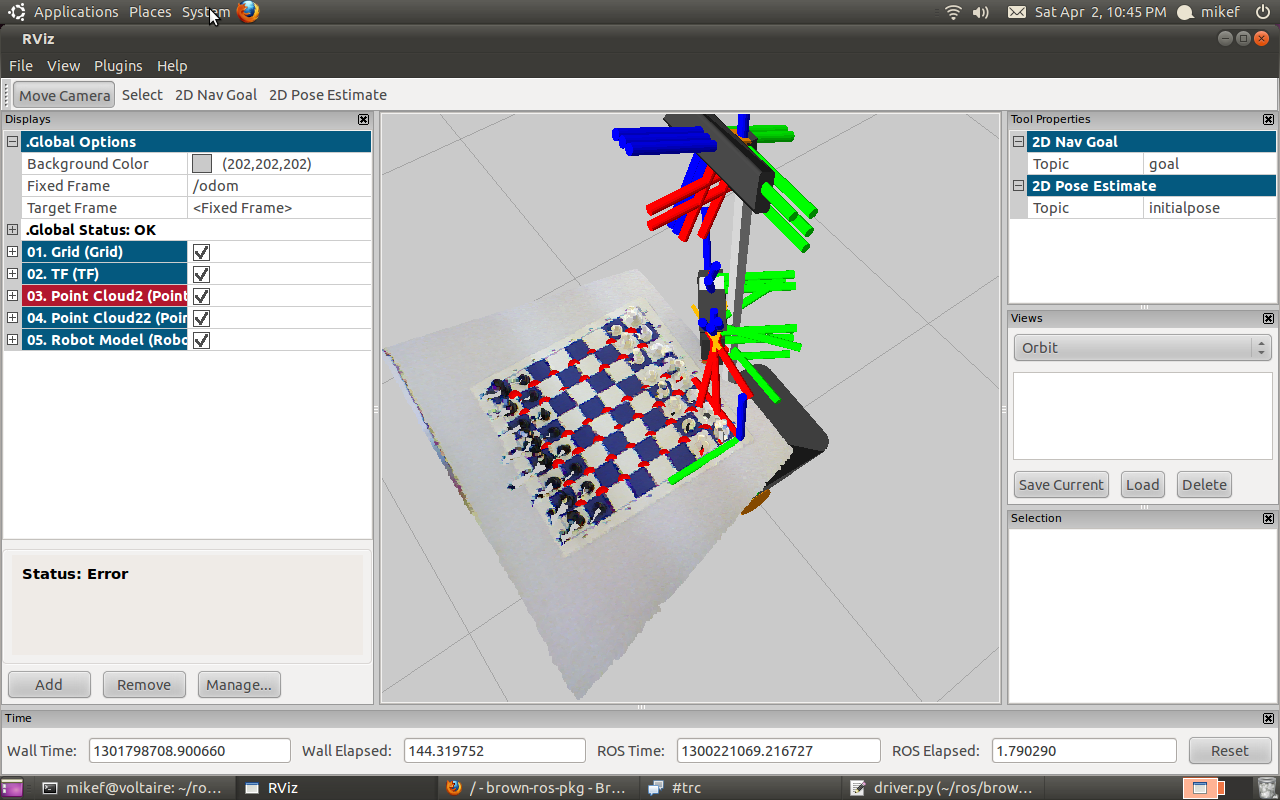 Applications Places System Sat Apr 2, 10:45 PM mikef
RViz
File View Plugins Help
Move Camera Select 2D Nav Goal 2D Pose Estimate
Displays
.Global Options
Background Color (202,202,202)
Fixed Frame /odom
Target Frame <Fixed Frame>
.Global Status: OK
01. Grid (Grid)
02. TF (TF)
03. Point Cloud2 (Point
04. Point Cloud22 (Poin
05. Robot Model (Robo
Status: Error
Add Remove Manage...
Tool Properties
2D Nav Goal
Topic goal
2D Pose Estimate
Topic initialpose
Views
Orbit
Save Current Load Delete
Selection
Time
Wall Time: 1301798708.900660 Wall Elapsed: 144.319752 ROS Time: 1300221069.216727 ROS Elapsed: 1.790290 Reset
mikef@voltaire: ~/ro... RViz / - brown-ros-pkg - Br... #trc driver.py (~/ros/brow...